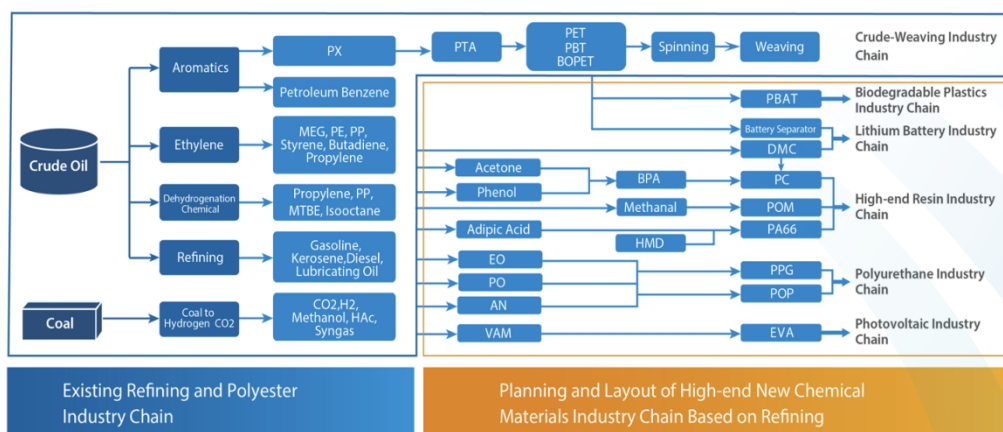 Crude Oil
Coal
Aromatics
Ethylene
Dehydrogenation
Chemical
Refining
Coal to
Hydrogen CO2
PX
Petroleum Benzene
MEG, PE, PP,
Styrene, Butadiene,
Propylene
Propylene, PP,
MTBE, Isooctane
Gasoline,
Kerosene,Diesel,
Lubricating Oil
CO2,H2,
Methanol, HAc,
Syngas
PTA
PET
PBT
BOPET
Spinning
Weaving
Crude-Weaving Industry
Chain
PBAT
Biodegradable Plastics
Industry Chain
Battery Separator
DMC
Lithium Battery Industry
Chain
Acetone
Phenol
BPA
PC
Methanal
POM
Adipic Acid
HMD
PA66
High-end Resin Industry
Chain
EO
PO
AN
PPG
POP
Polyurethane Industry
Chain
VAM
EVA
Photovoltaic Industry
Chain
Existing Refining and Polyester
Industry Chain
Planning and Layout of High-end New Chemical
Materials Industry Chain Based on Refining